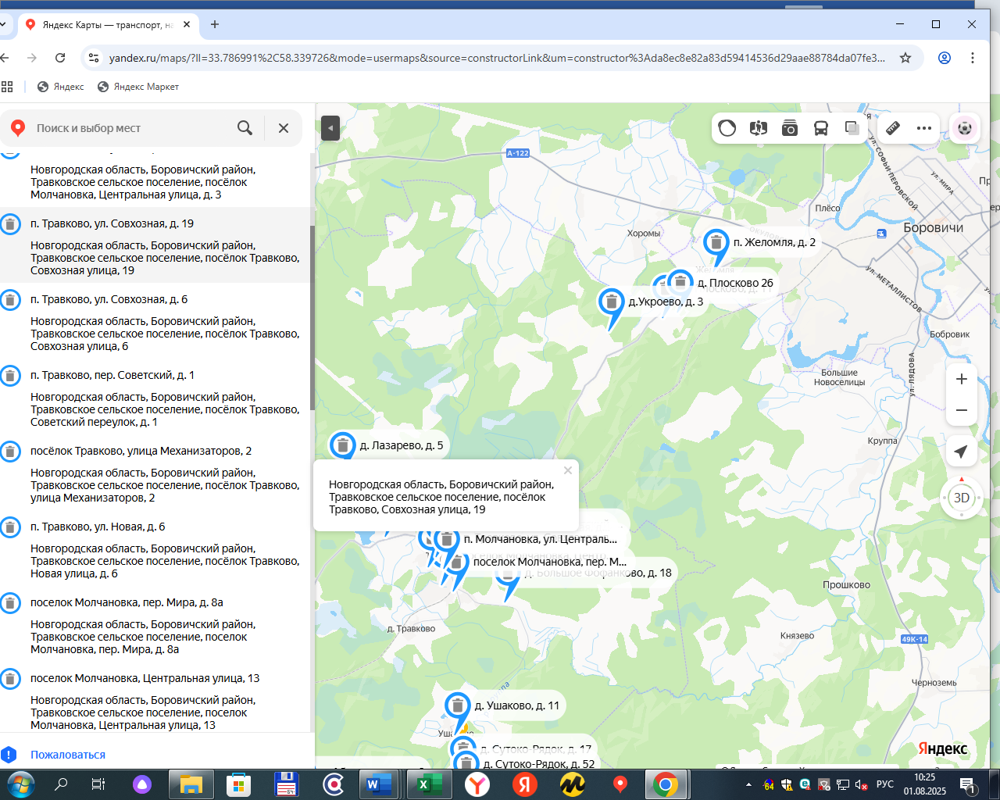 Яндекс Карты — транспорт, на
yandex.ru/maps/?ll=33.786991%2C58.339726&mode=usermaps&source=constructorLink&um=constructor%3Ada8ec8e82a83d59414536d29aae88784da07fe3...
Яндекс
Яндекс Маркет
Поиск и выбор мест
Новгородская область, Боровичский район,
Травковское сельское поселение, посёлок
Молчановка, Центральная улица, д. 3
п. Травково, ул. Совхозная, д. 19
Новгородская область, Боровичский район,
Травковское сельское поселение, посёлок Травково,
Совхозная улица, 19
п. Травково, ул. Совхозная, д. 6
Новгородская область, Боровичский район,
Травковское сельское поселение, посёлок Травково,
Совхозная улица, 6
п. Травково, пер. Советский, д. 1
Новгородская область, Боровичский район,
Травковское сельское поселение, посёлок Травково,
Советский переулок, д. 1
посёлок Травково, улица Механизаторов, 2
Новгородская область, Боровичский район,
Травковское сельское поселение, посёлок Травково,
улица Механизаторов, 2
п. Травково, ул. Новая, д. 6
Новгородская область, Боровичский район,
Травковское сельское поселение, посёлок Травково,
Новая улица, д. 6
поселок Молчановка, пер. Мира, д. 8а
Новгородская область, Боровичский район,
Травковское сельское поселение, поселок
Молчановка, пер. Мира, д. 8а
поселок Молчановка, Центральная улица, 13
Новгородская область, Боровичский район,
Травковское сельское поселение, поселок
Молчановка, Центральная улица, 13
Пожаловаться
А-122
ул. СОФЬИ ПЕРОВСКОЙ
ул. МИРА
Плёсо
Боровичи
Хоромы
п. Желомля, д. 2
д. Плосково 26
д.Укроево, д. 3
ул. МЕТАЛЛИСТОВ
Бобровик
Большие
Новоселицы
ул. ЛЯДОВА
Круппа
3D
д. Лазарево, д. 5
Новгородская область, Боровичский район,
Травковское сельское поселение, посёлок
Травково, Совхозная улица, 19
п. Молчановка, ул. Централь...
поселок Молчановка, пер. М...
д. Большое Фофанково, д. 18
Прошково
д. Травково
Князево
49К-14
Чернозем
д. Ушаково, д. 11
д. Сутоко-Рядок, д. 17
д. Сутоко-Рядок, д. 52
Яндекс
64
РУС
10:25
01.08.2025
1